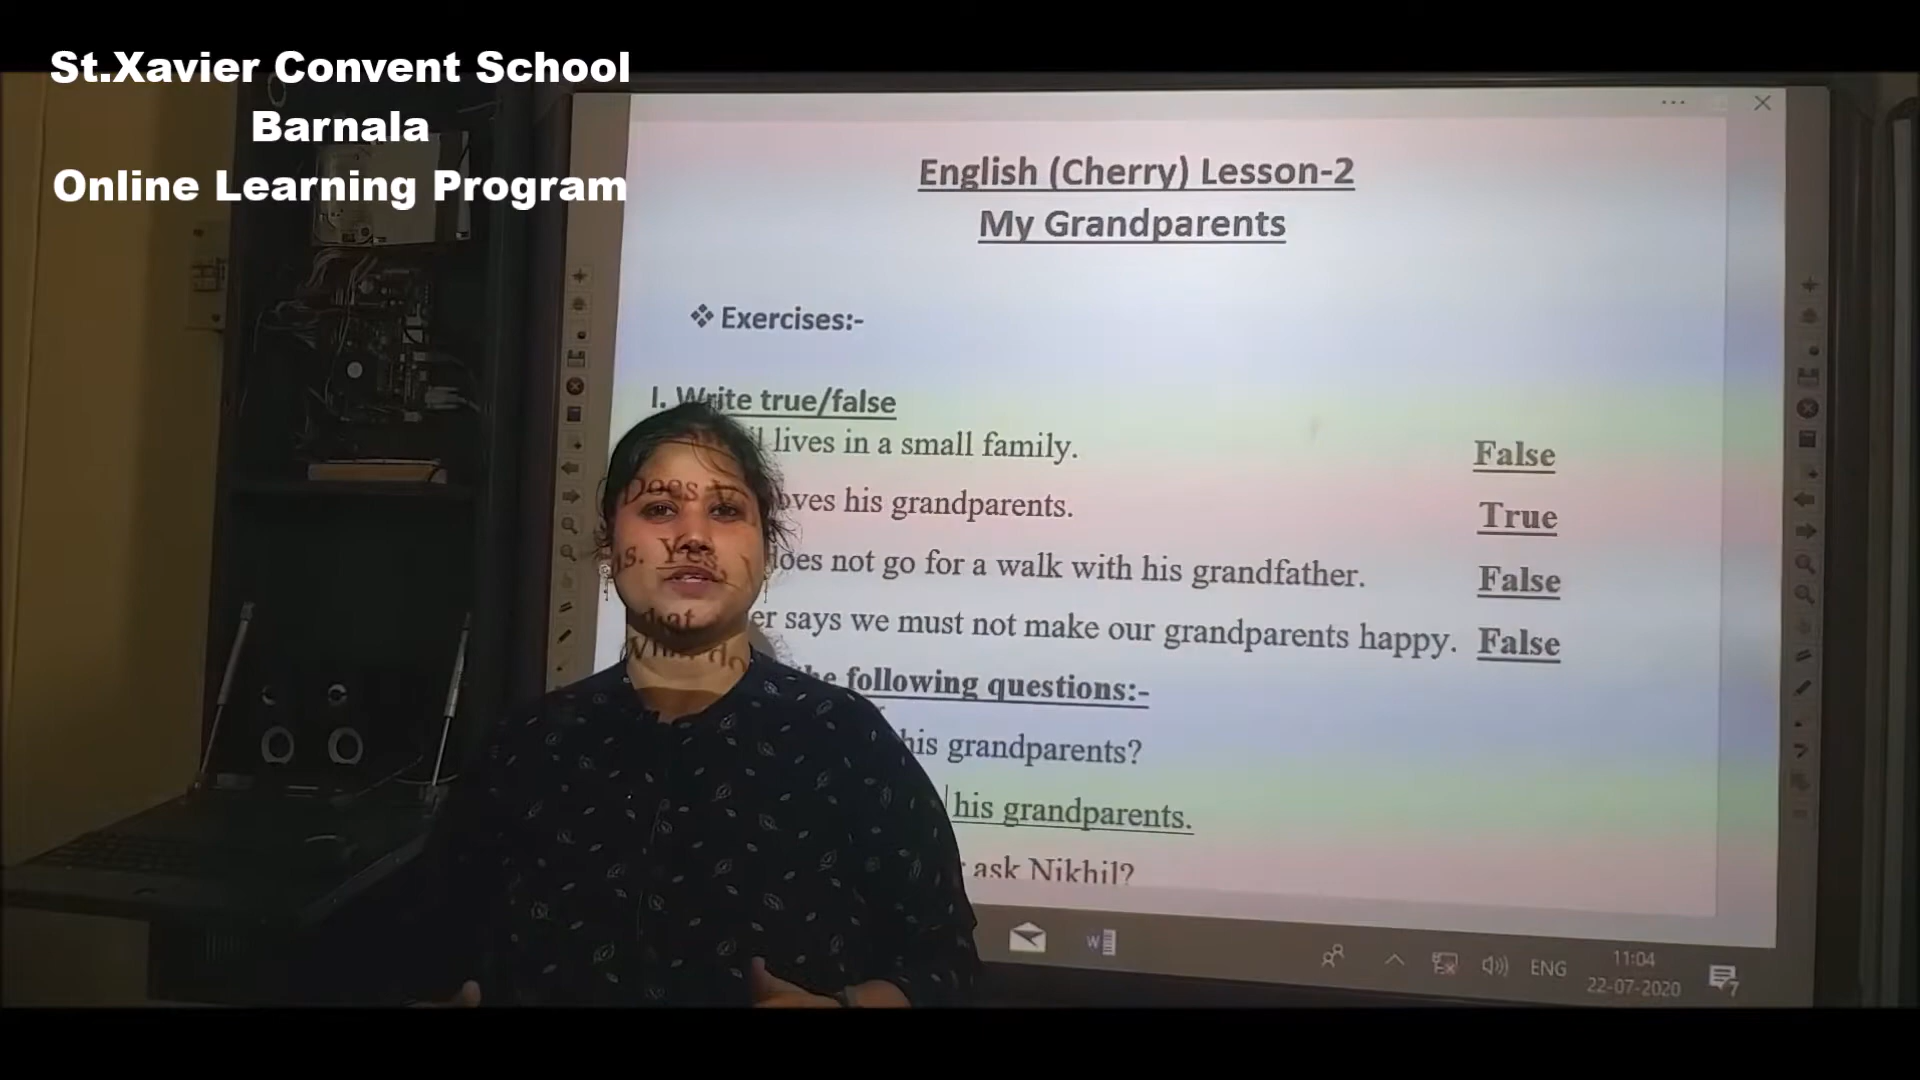 St.Xavier Convent School
Barnala
Online Learning Program
English (Cherry) Lesson-2
My Grandparents
❖ Exercises:-
I. Write true/false
lives in a small family. False
his grandparents. True
does not go for a walk with his grandfather. False
says we must not make our grandparents happy. False
following questions:-
his grandparents?
his grandparents.
ask Nikhil?
Does
Yes
ENG
11:04
22-07-2020
7